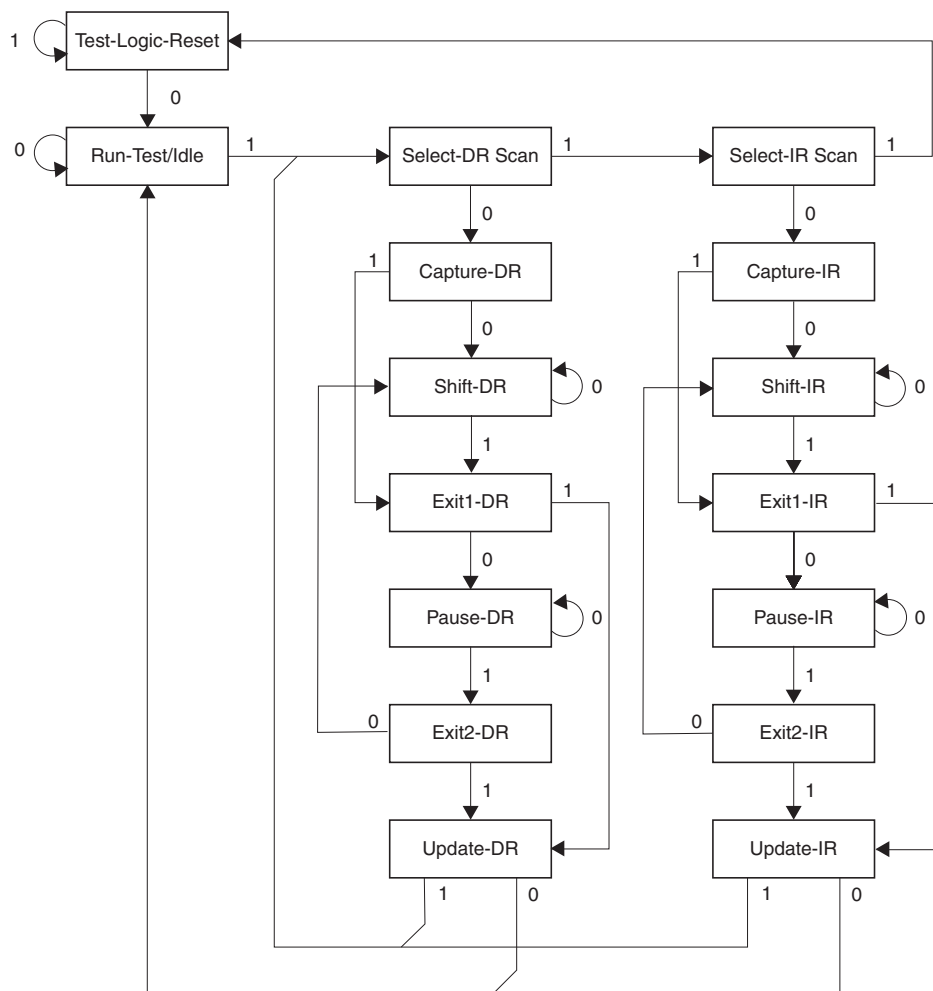 Test-Logic-Reset
1
0
0
Run-Test/Idle
1
Select-DR Scan
1
Select-IR Scan
1
0
0
1
Capture-DR
1
Capture-IR
0
0
Shift-DR
0
Shift-IR
0
1
1
Exit1-DR
1
Exit1-IR
1
0
0
Pause-DR
0
Pause-IR
0
1
1
0
Exit2-DR
0
Exit2-IR
1
1
Update-DR
Update-IR
1
0
1
0